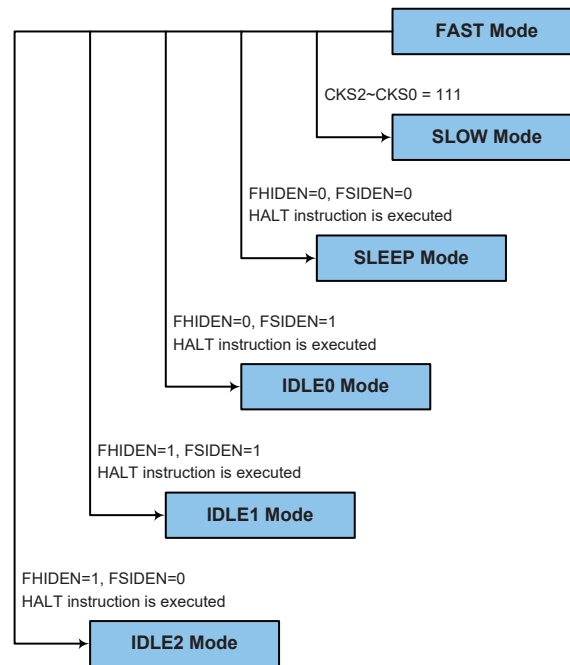 FAST Mode
CKS2~CKS0 = 111
SLOW Mode
FHIDEN=0, FSIDEN=0
HALT instruction is executed
SLEEP Mode
FHIDEN=0, FSIDEN=1
HALT instruction is executed
IDLE0 Mode
FHIDEN=1, FSIDEN=1
HALT instruction is executed
IDLE1 Mode
FHIDEN=1, FSIDEN=0
HALT instruction is executed
IDLE2 Mode